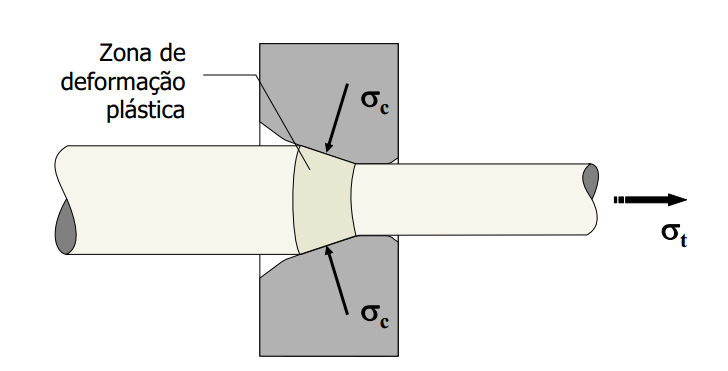 Zona de
deformação
plástica
σc
σt
σc